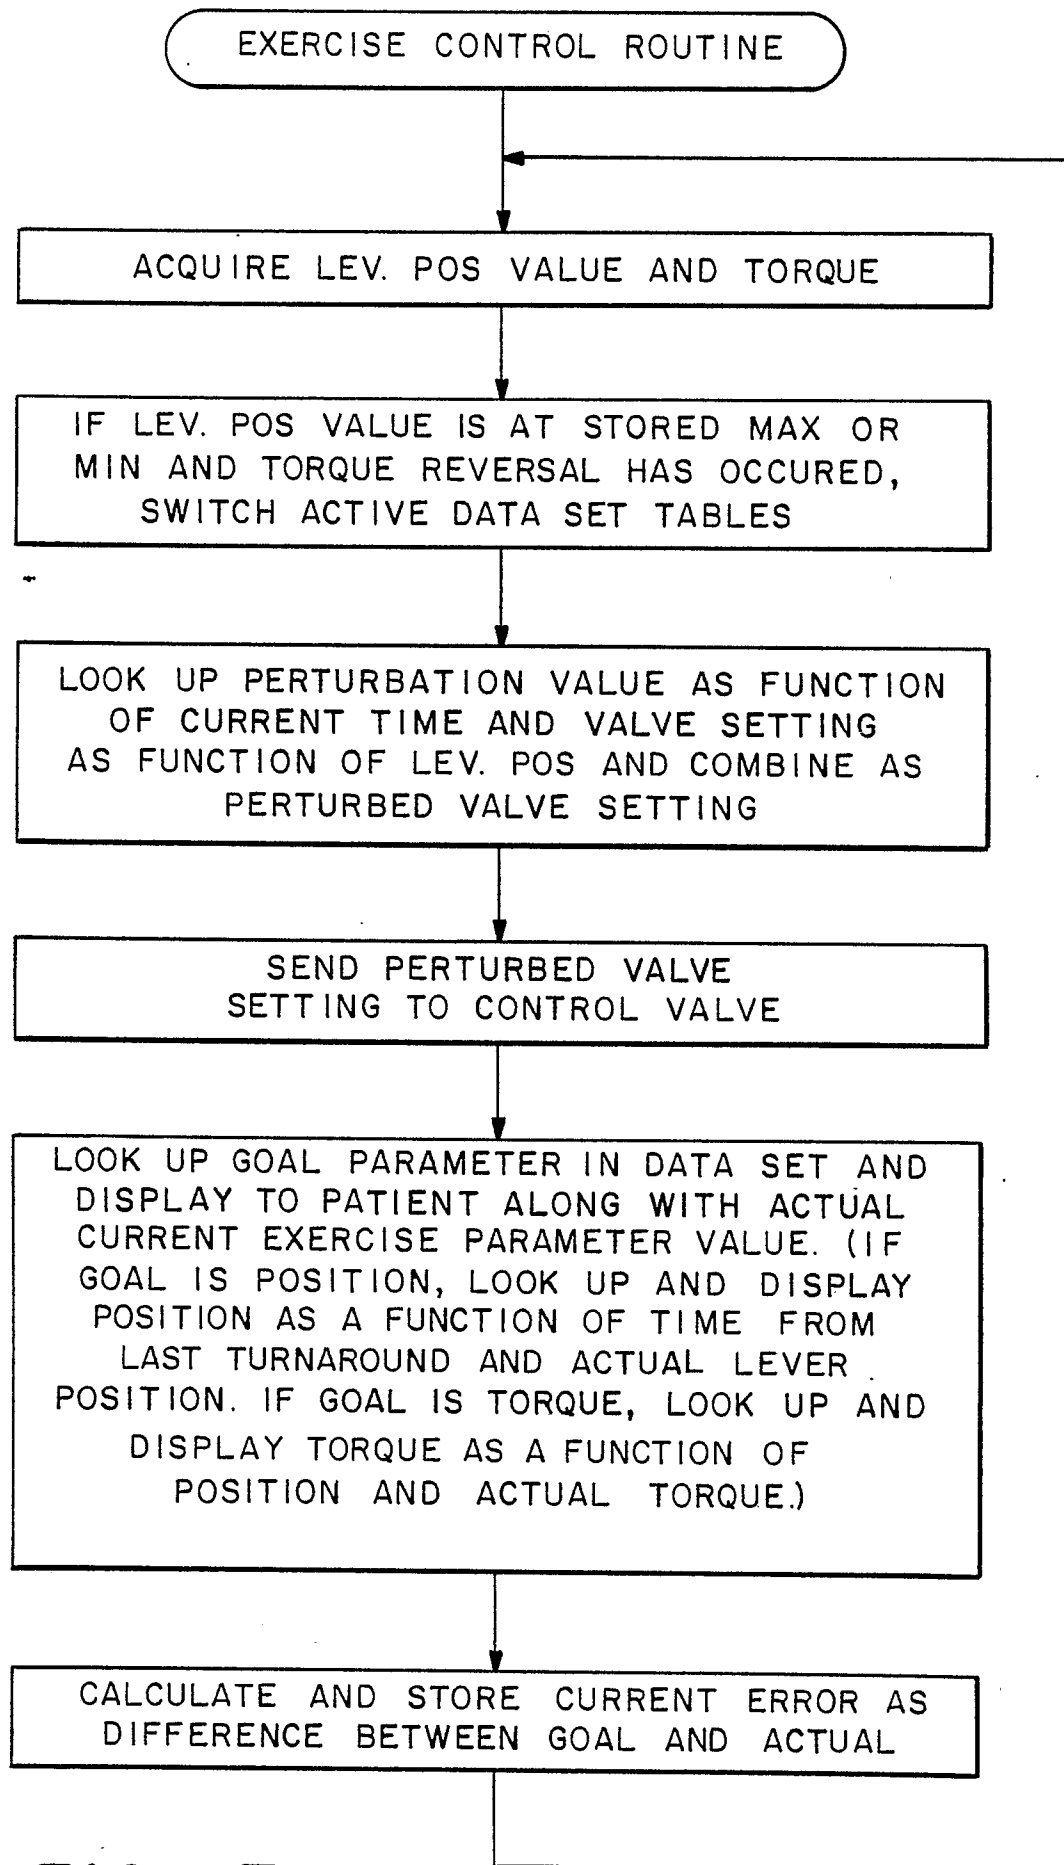 EXERCISE CONTROL ROUTINE
ACQUIRE LEV. POS VALUE AND TORQUE
IF LEV. POS VALUE IS AT STORED MAX OR
MIN AND TORQUE REVERSAL HAS OCCURED,
SWITCH ACTIVE DATA SET TABLES
LOOK UP PERTURBATION VALUE AS FUNCTION
OF CURRENT TIME AND VALVE SETTING
AS FUNCTION OF LEV. POS AND COMBINE AS
PERTURBED VALVE SETTING
SEND PERTURBED VALVE
SETTING TO CONTROL VALVE
LOOK UP GOAL PARAMETER IN DATA SET AND
DISPLAY TO PATIENT ALONG WITH ACTUAL
CURRENT EXERCISE PARAMETER VALUE. (IF
GOAL IS POSITION, LOOK UP AND DISPLAY
POSITION AS A FUNCTION OF TIME FROM
LAST TURNAROUND AND ACTUAL LEVER
POSITION. IF GOAL IS TORQUE, LOOK UP AND
DISPLAY TORQUE AS A FUNCTION OF
POSITION AND ACTUAL TORQUE.)
CALCULATE AND STORE CURRENT ERROR AS
DIFFERENCE BETWEEN GOAL AND ACTUAL